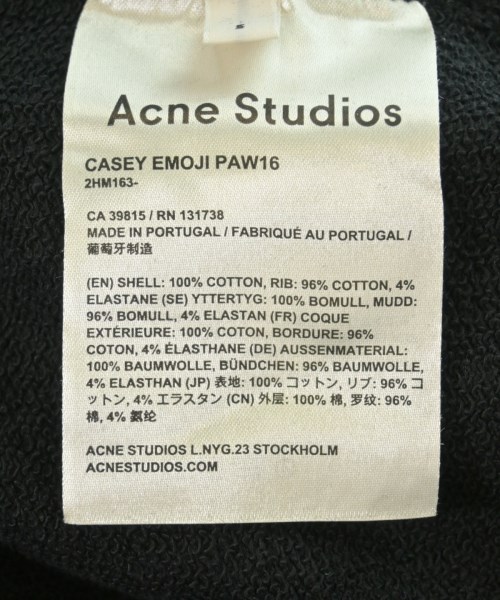 Acne Studios
CASEY EMOJI PAW16
2HM163-
CA 39815 / RN 131738
MADE IN PORTUGAL / FABRIQUÉ AU PORTUGAL /
葡萄牙制造
(EN) SHELL: 100% COTTON, RIB: 96% COTTON, 4%
ELASTANE (SE) YTTERTYG: 100% BOMULL, MUDD:
96% BOMULL, 4% ELASTAN (FR) COQUE
EXTÉRIEURE: 100% COTON, BORDURE: 96%
COTON, 4% ÉLASTHANE (DE) AUSSENMATERIAL:
100% BAUMWOLLE, BÜNDCHEN: 96% BAUMWOLLE,
4% ELASTHAN (JP) 表地: 100% コットン, リブ: 96% コ
ットン, 4% エラスタン (CN) 外层: 100% 棉, 罗纹: 96%
棉, 4% 氨纶
ACNE STUDIOS L.NYG.23 STOCKHOLM
ACNESTUDIOS.COM